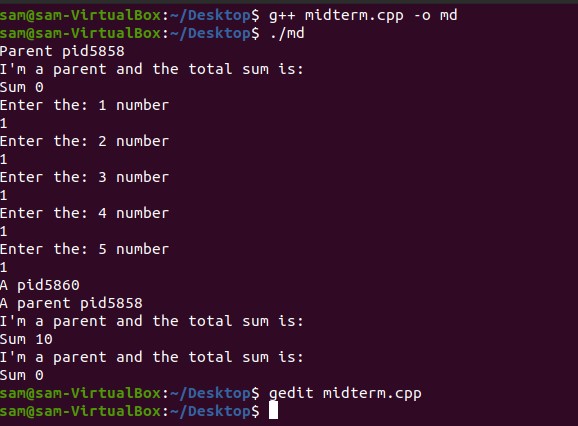 sam@sam-VirtualBox:~/Desktop$ g++ midterm.cpp -o md
sam@sam-VirtualBox:~/Desktop$ ./md
Parent pid5858
I'm a parent and the total sum is:
Sum 0
Enter the: 1 number
1
Enter the: 2 number
1
Enter the: 3 number
1
Enter the: 4 number
1
Enter the: 5 number
1
A pid5860
A parent pid5858
I'm a parent and the total sum is:
Sum 10
I'm a parent and the total sum is:
Sum 0
sam@sam-VirtualBox:~/Desktop$ gedit midterm.cpp
sam@sam-VirtualBox:~/Desktop$